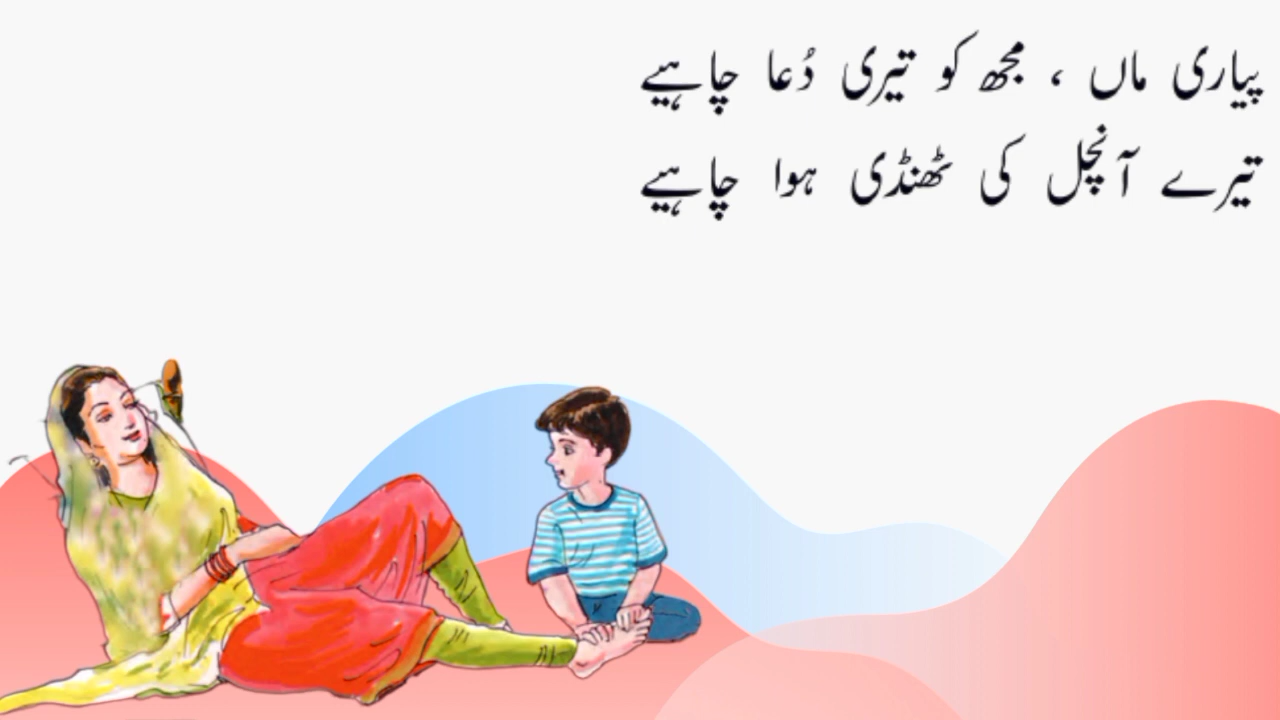 پیاری ماں ، مجھ کو تیری دُعا چاہیے
تیرے آنچل کی ٹھنڈی ہوا چاہیے